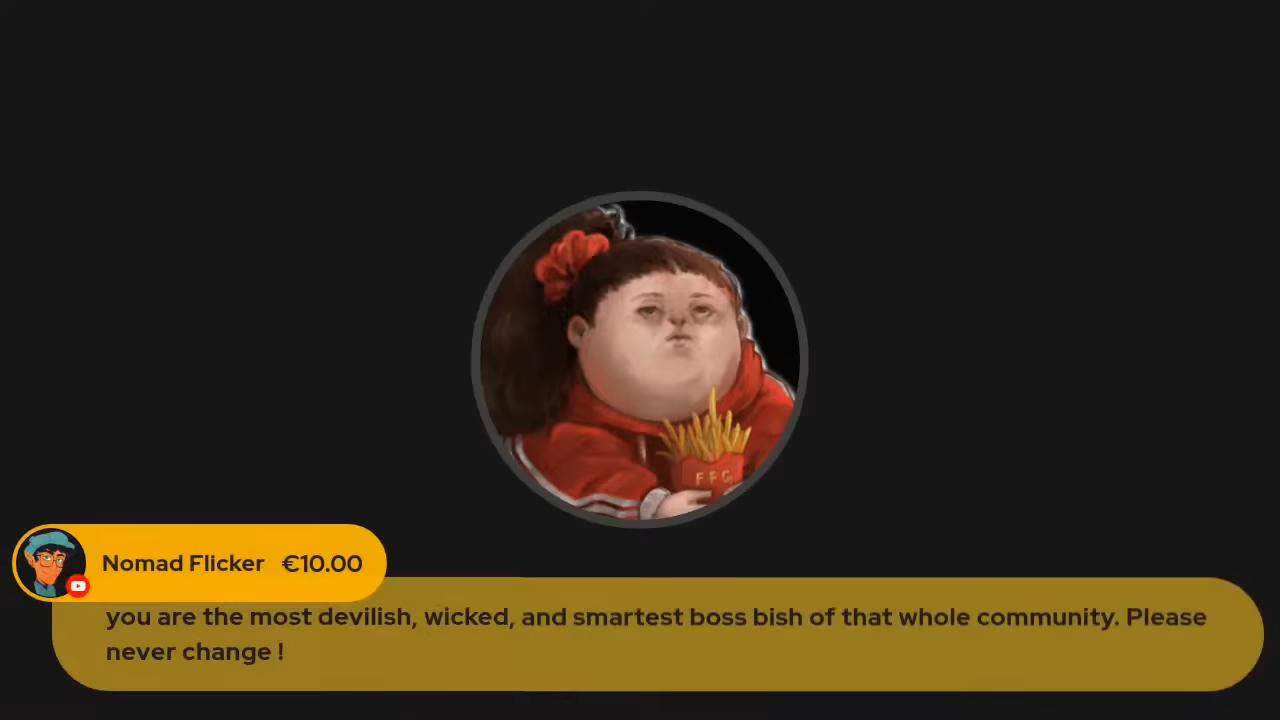 FFG
Nomad Flicker €10.00
you are the most devilish, wicked, and smartest boss bish of that whole community. Please
never change !